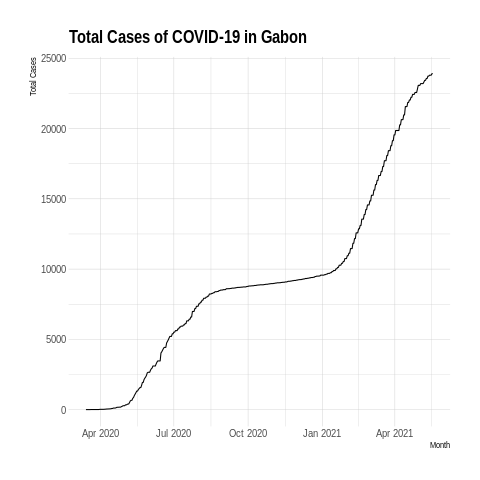 Total Cases of COVID-19 in Gabon
Total Cases
25000
20000
15000
10000
5000
0
Apr 2020 Jul 2020 Oct 2020 Jan 2021 Apr 2021
Month